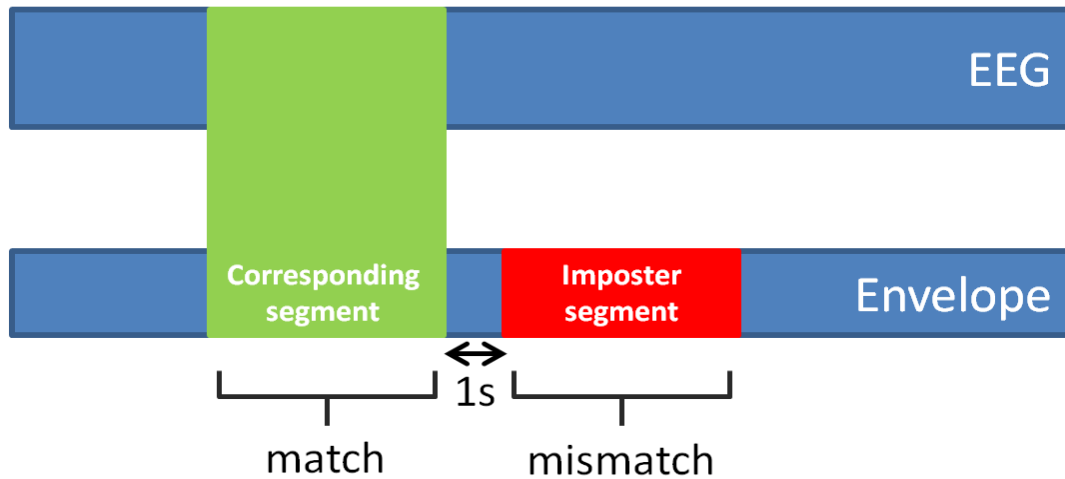 EEG
Corresponding
segment
Imposter
segment
Envelope
1s
match
mismatch